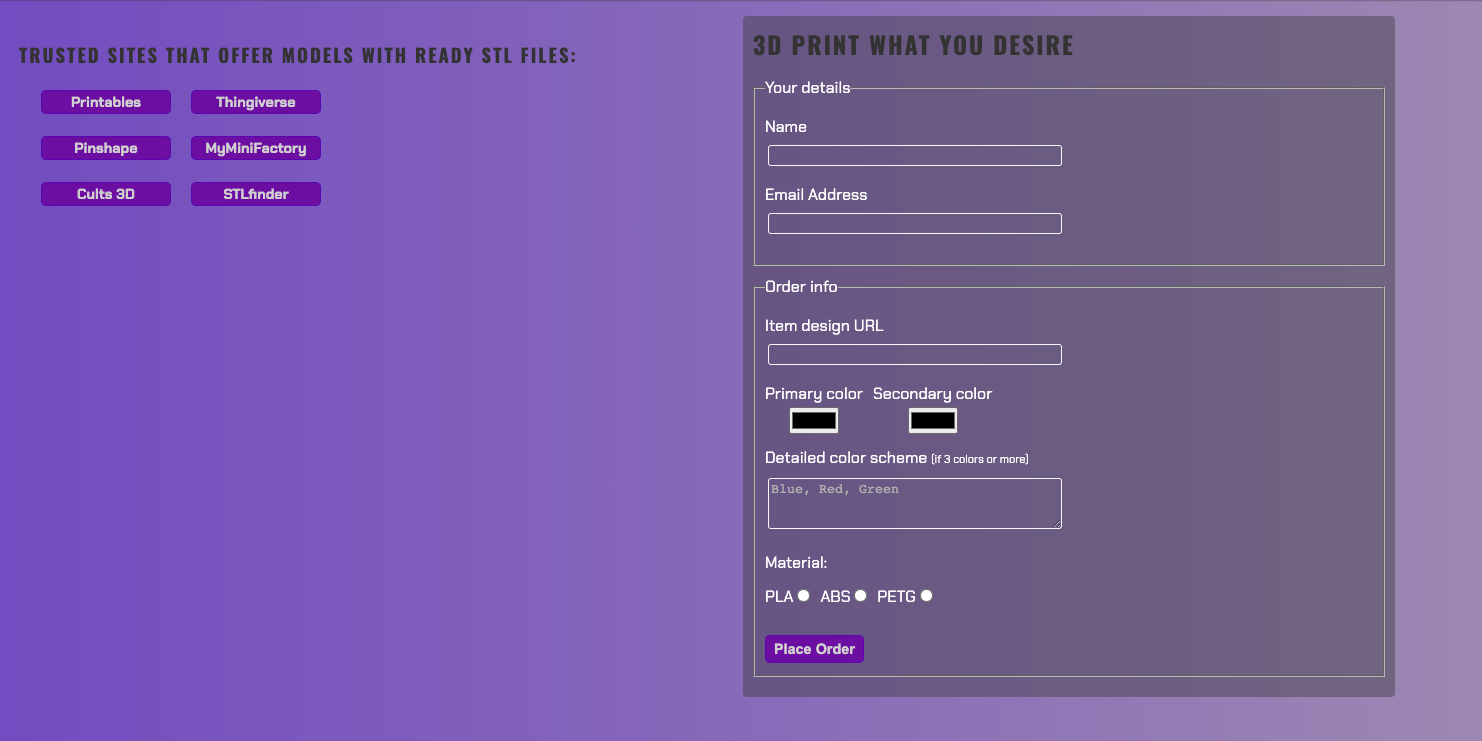 TRUSTED SITES THAT OFFER MODELS WITH READY STL FILES:
Printables Thingiverse
Pinshape MyMiniFactory
Cults 3D STLfinder
3D PRINT WHAT YOU DESIRE
Your details
Name
Email Address
Order info
Item design URL
Primary color Secondary color
Detailed color scheme (if 3 colors or more)
Blue, Red, Green
Material:
PLA ABS PETG
Place Order